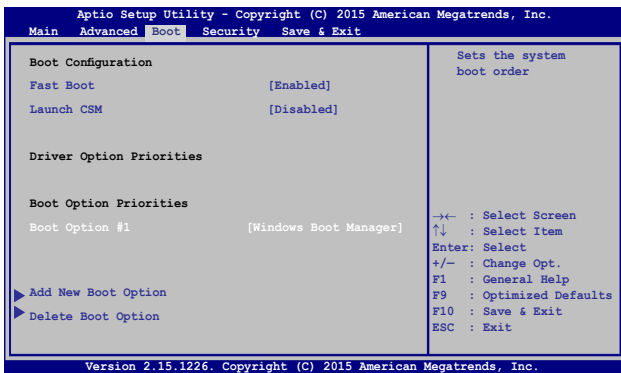 Aptio Setup Utility - Copyright (C) 2015 American Megatrends, Inc.
Main Advanced Boot Security Save & Exit
Boot Configuration
Fast Boot [Enabled]
Launch CSM [Disabled]
Driver Option Priorities
Boot Option Priorities
Boot Option #1 [Windows Boot Manager]
Add New Boot Option
Delete Boot Option
Sets the system
boot order
→← : Select Screen
↑↓ : Select Item
Enter: Select
+/— : Change Opt.
F1 : General Help
F9 : Optimized Defaults
F10 : Save & Exit
ESC : Exit
Version 2.15.1226. Copyright (C) 2015 American Megatrends, Inc.